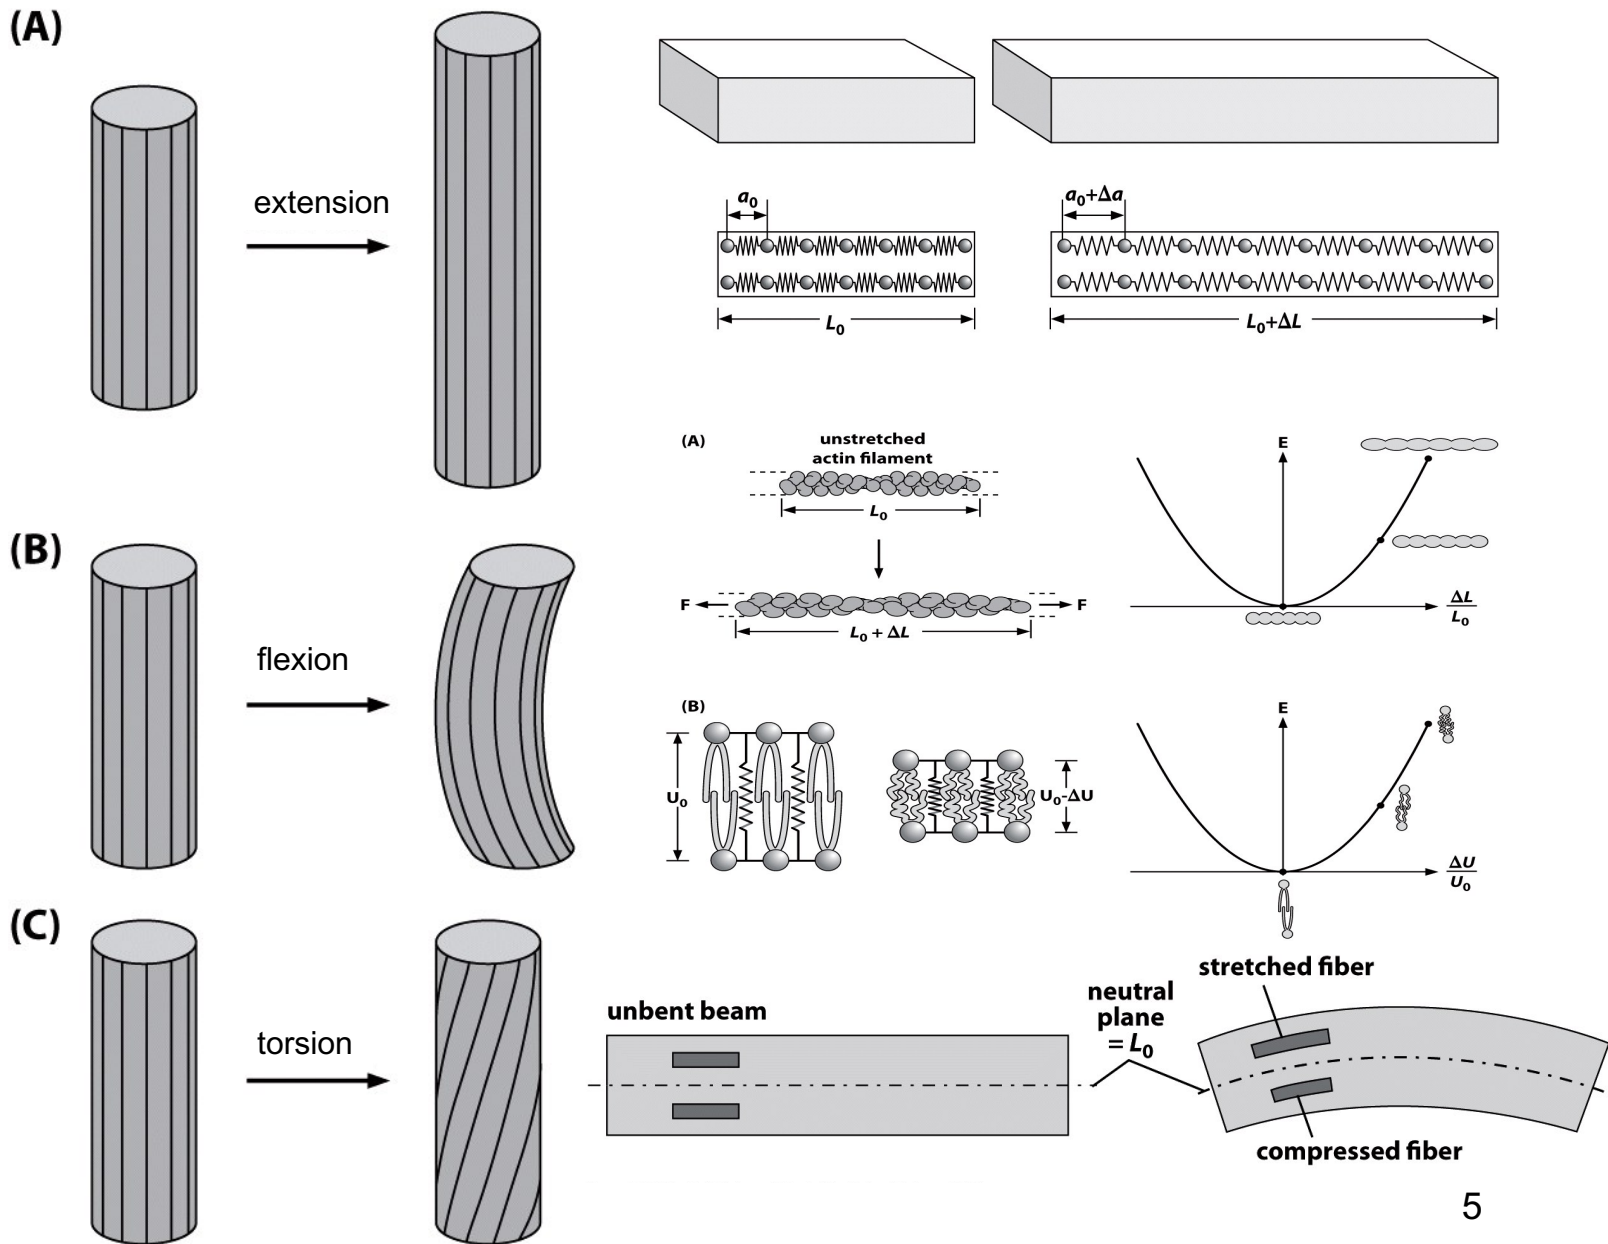 (A)
extension
a₀
a₀+Δa
L₀
L₀+ΔL
(A)
unstretched
actin filament
L₀
F
F
L₀ + ΔL
E
ΔL
L₀
(B)
flexion
(B)
U₀
U₀-ΔU
E
ΔU
U₀
(C)
torsion
unbent beam
neutral
plane
= L₀
stretched fiber
compressed fiber
5